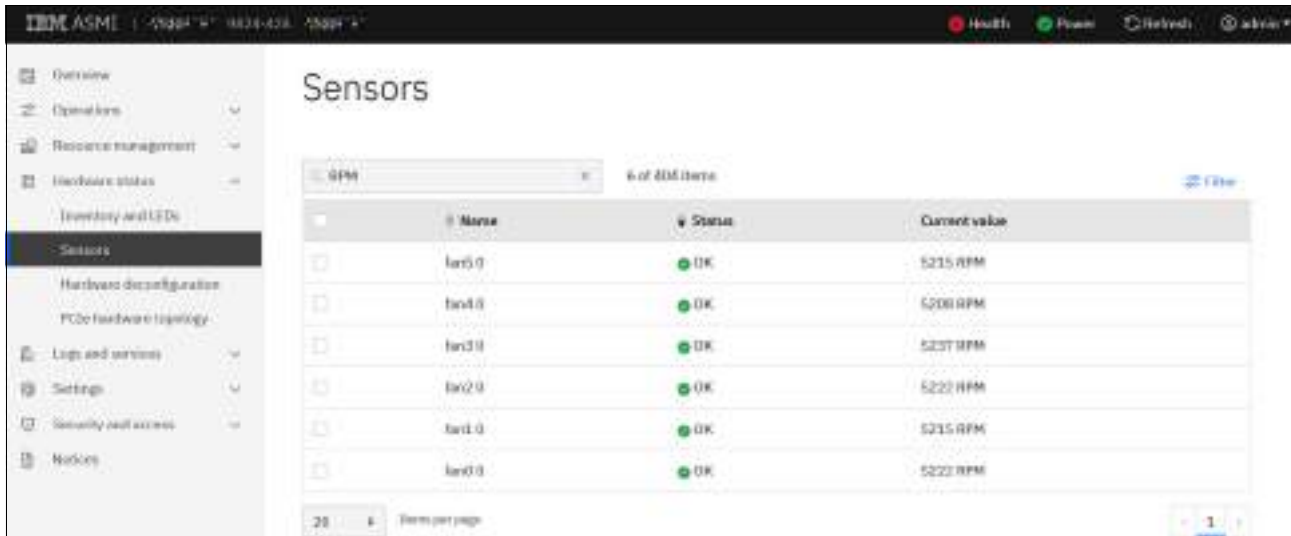 IBM ASMI | 9824-42A
Health Power Refresh admin
Overview
Operations
Resource management
Hardware status
Inventory and LEDs
Sensors
Hardware deconfiguration
PCIe hardware topology
Logs and services
Settings
Security and access
Notices
Sensors
RPM
6 of 404 items
Filter
Name Status Current value
fan5 0 OK 5215 RPM
fan4 0 OK 5208 RPM
fan3 0 OK 5237 RPM
fan2 0 OK 5222 RPM
fan1 0 OK 5215 RPM
fan0 0 OK 5222 RPM
20 Items per page
1